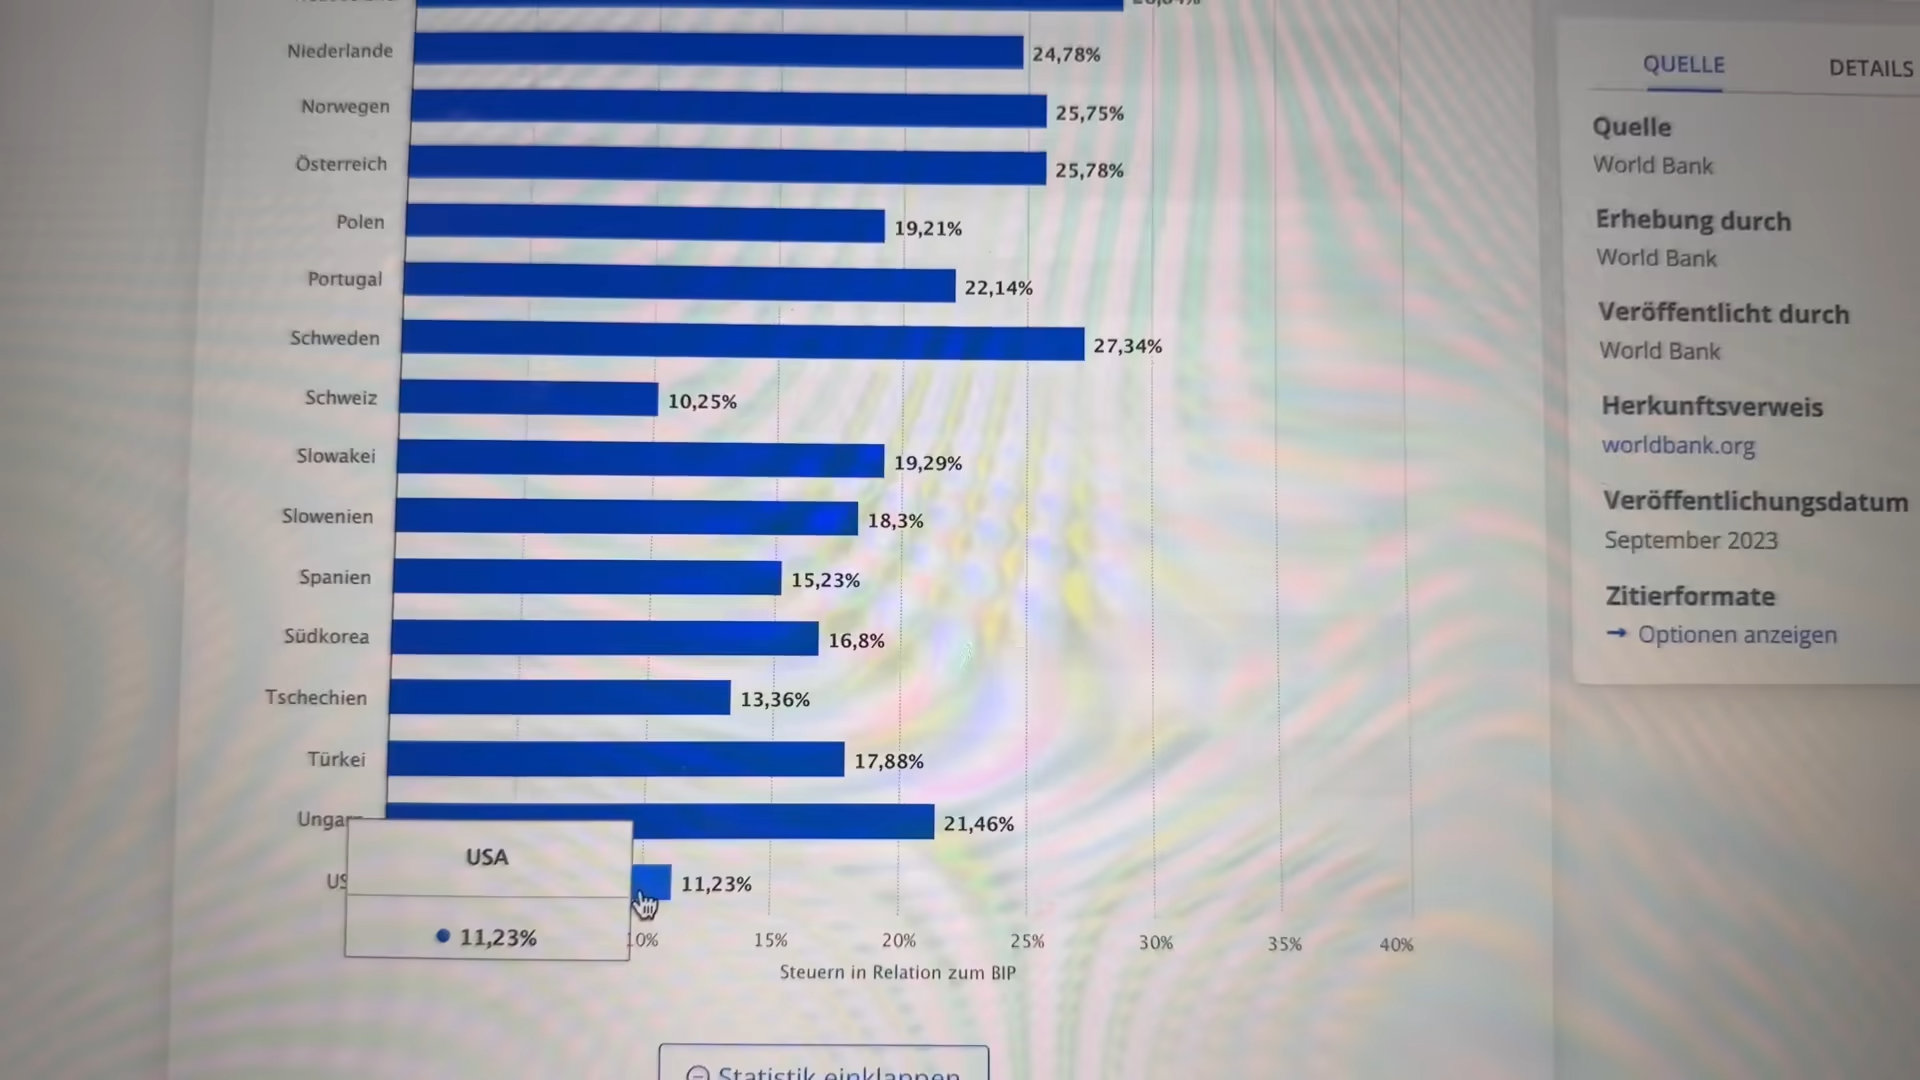 Niederlande 24,78%
Norwegen 25,75%
Österreich 25,78%
Polen 19,21%
Portugal 22,14%
Schweden 27,34%
Schweiz 10,25%
Slowakei 19,29%
Slowenien 18,3%
Spanien 15,23%
Südkorea 16,8%
Tschechien 13,36%
Türkei 17,88%
Ungarn 21,46%
US 11,23%
USA
11,23%
10% 15% 20% 25% 30% 35% 40%
Steuern in Relation zum BIP
Statistik einklappen
QUELLE DETAILS
Quelle
World Bank
Erhebung durch
World Bank
Veröffentlicht durch
World Bank
Herkunftsverweis
worldbank.org
Veröffentlichungsdatum
September 2023
Zitierformate
→ Optionen anzeigen